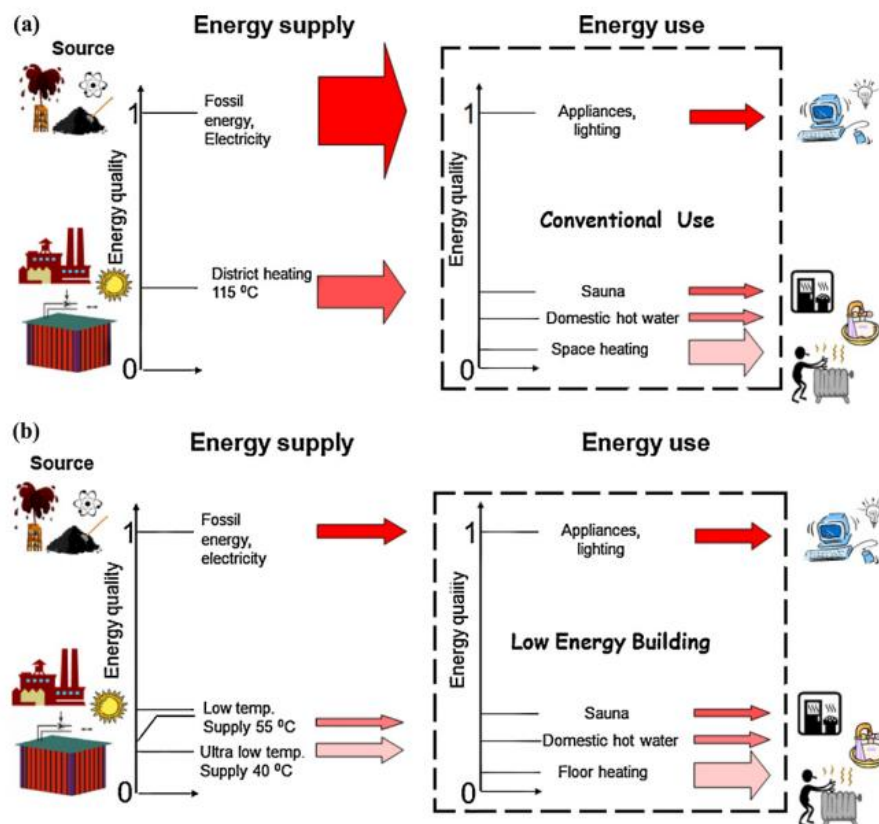 (a)
Energy supply
Energy use
Source
Energy quality
1
Fossil
energy,
Electricity
District heating
115 ⁰C
0
Energy quality
1
Appliances,
lighting
Conventional Use
Sauna
Domestic hot water
Space heating
0
(b)
Energy supply
Energy use
Source
Energy quality
1
Fossil
energy,
electricity
Low temp.
Supply 55 ⁰C
Ultra low temp.
Supply 40 ⁰C
0
Energy quality
1
Appliances,
lighting
Low Energy Building
Sauna
Domestic hot water
Floor heating
0